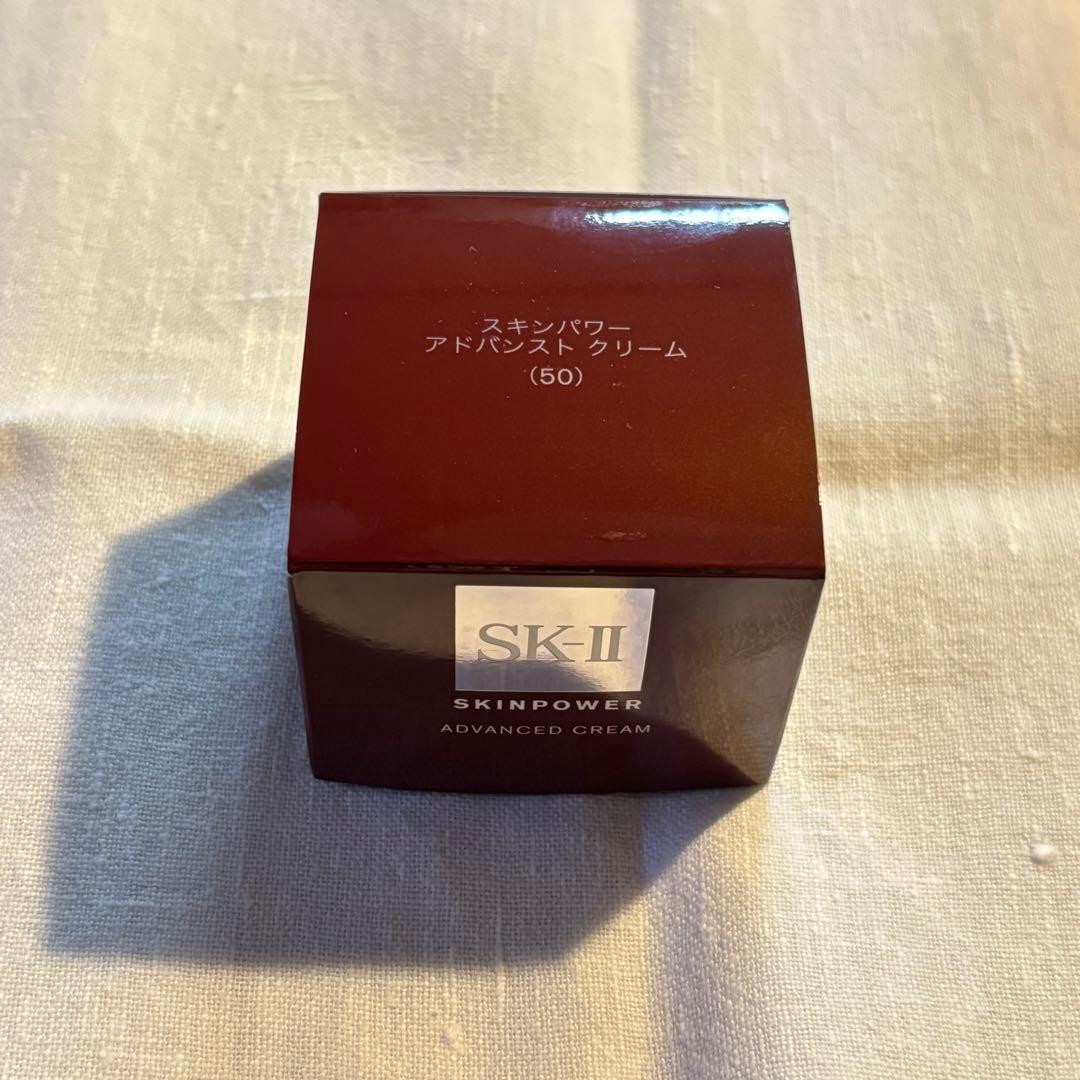 スキンパワー
アドバンスト クリーム
(50)
SK-II
SKINPOWER
ADVANCED CREAM